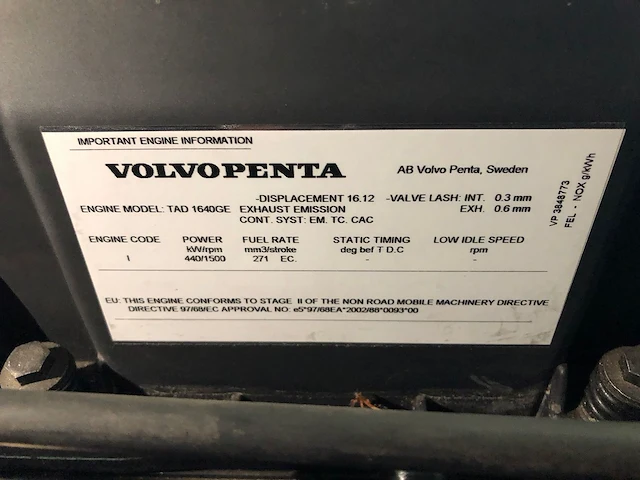 IMPORTANT ENGINE INFORMATION
VOLVO PENTA
AB Volvo Penta, Sweden
-DISPLACEMENT 16.12 -VALVE LASH: INT. 0.3 mm
ENGINE MODEL: TAD 1640GE EXHAUST EMISSION EXH. 0.6 mm
CONT. SYST: EM. TC. CAC
ENGINE CODE POWER FUEL RATE STATIC TIMING LOW IDLE SPEED
kW/rpm mm3/stroke deg bef T D.C rpm
I 440/1500 271 EC. - -
EU: THIS ENGINE CONFORMS TO STAGE II OF THE NON ROAD MOBILE MACHINERY DIRECTIVE
DIRECTIVE 97/68/EC APPROVAL NO: e5*97/68EA*2002/88*0093*00
VP 3848773
FEL - NOX g/kWh